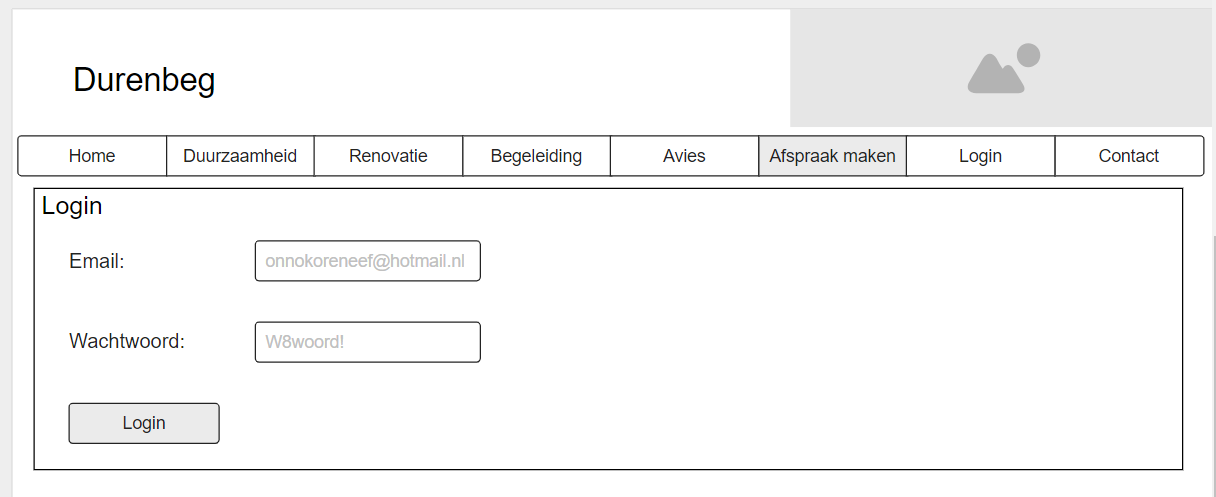 Durenbeg
Home Duurzaamheid Renovatie Begeleiding Avies Afspraak maken Login Contact
Login
Email: onnokoreneef@hotmail.nl
Wachtwoord: W8woord!
Login